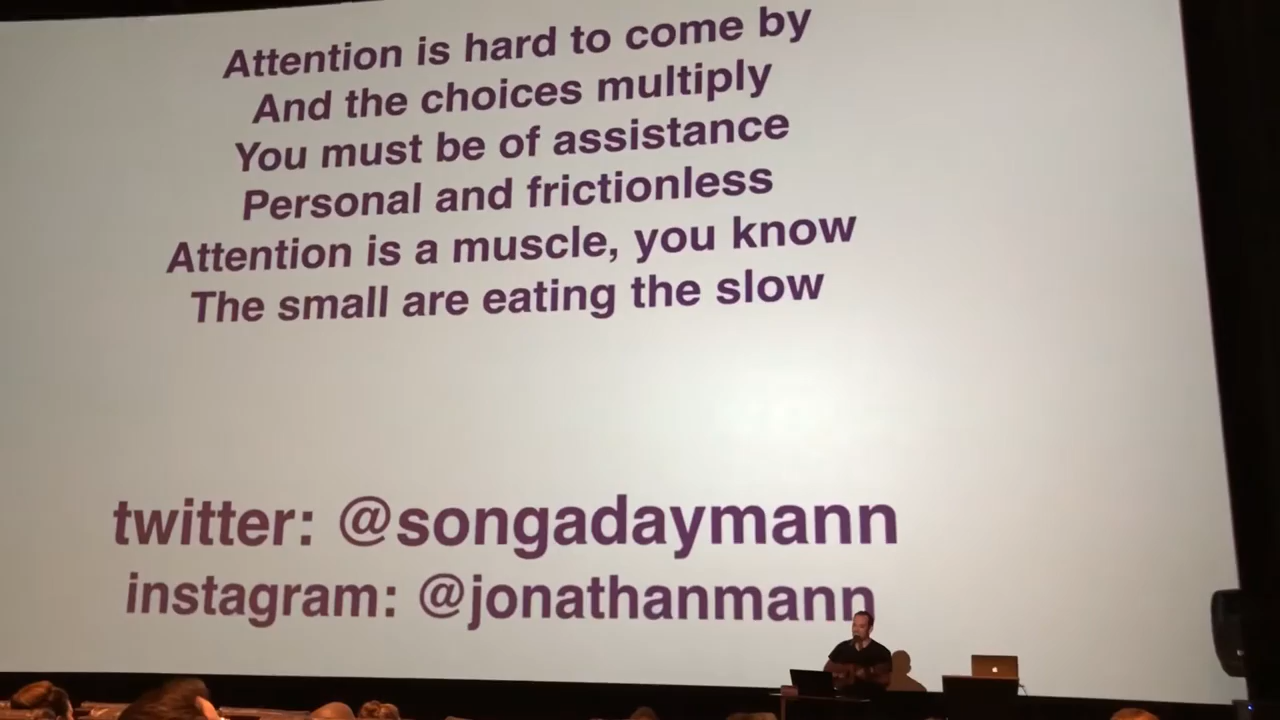 Attention is hard to come by
And the choices multiply
You must be of assistance
Personal and frictionless
Attention is a muscle, you know
The small are eating the slow
twitter: @songadaymann
instagram: @jonathanmann